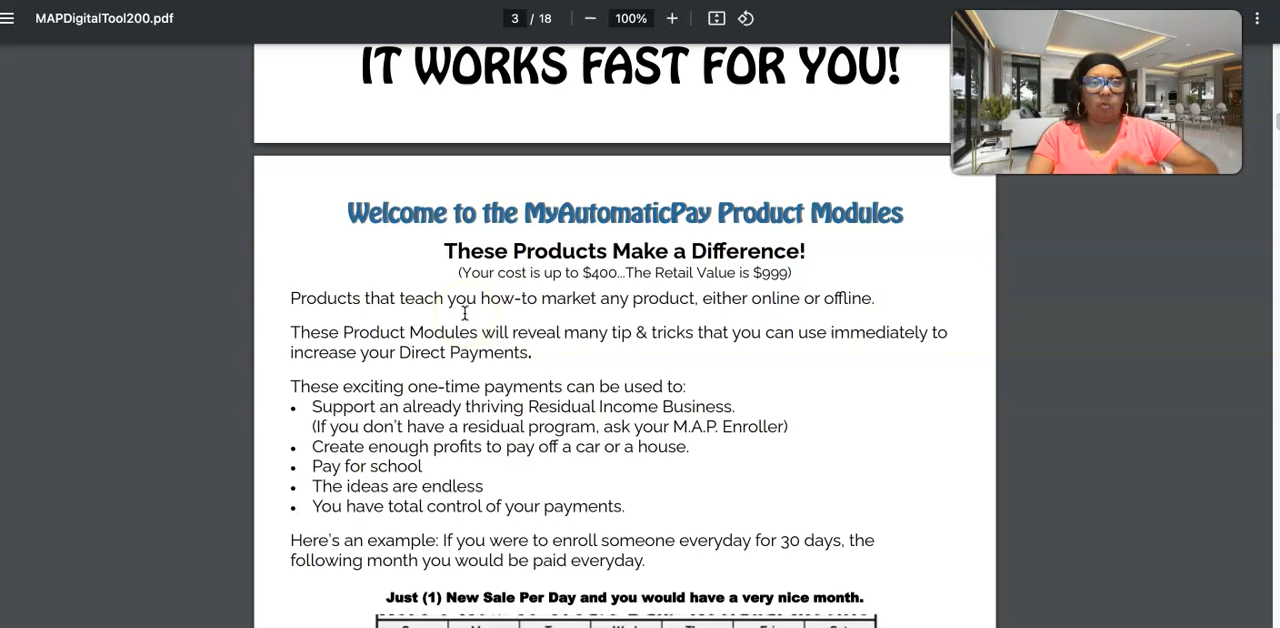 MAPDigitalTool200.pdf
3 / 18
100%
IT WORKS FAST FOR YOU!
Welcome to the MyAutomaticPay Product Modules
These Products Make a Difference!
(Your cost is up to $400...The Retail Value is $999)
Products that teach you how-to market any product, either online or offline.
These Product Modules will reveal many tip & tricks that you can use immediately to
increase your Direct Payments.
These exciting one-time payments can be used to:
• Support an already thriving Residual Income Business.
(If you don't have a residual program, ask your M.A.P. Enroller)
• Create enough profits to pay off a car or a house.
• Pay for school
• The ideas are endless
• You have total control of your payments.
Here's an example: If you were to enroll someone everyday for 30 days, the
following month you would be paid everyday.
Just (1) New Sale Per Day and you would have a very nice month.